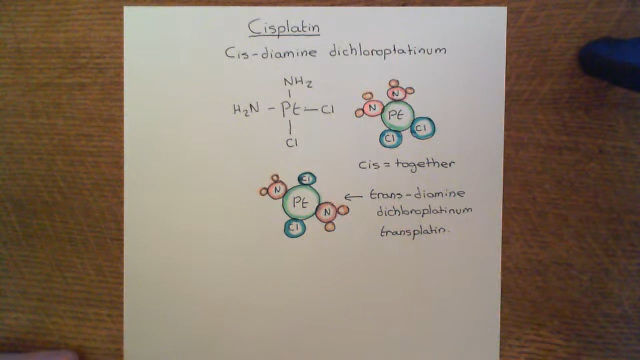 Cisplatin
Cis-diamine dichloroplatinum
NH2
H2N - Pt - Cl
Cl
N
N
Pt
Cl
Cl
cis = together
N
Cl
Pt
N
Cl
← trans-diamine
dichloroplatinum
transplatin.